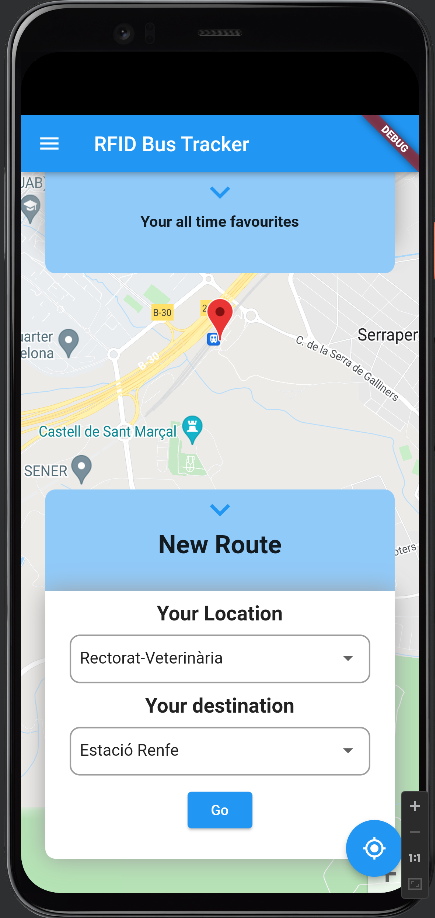 RFID Bus Tracker
DEBUG
UAB)
Your all time favourites
B-30
2
uarter
elona
B-30
Serraper
C. de la Serra de Galliners
Castell de Sant Marçal
SENER
New Route
oters
Your Location
Rectorat-Veterinària
Your destination
Estació Renfe
Go
1:1